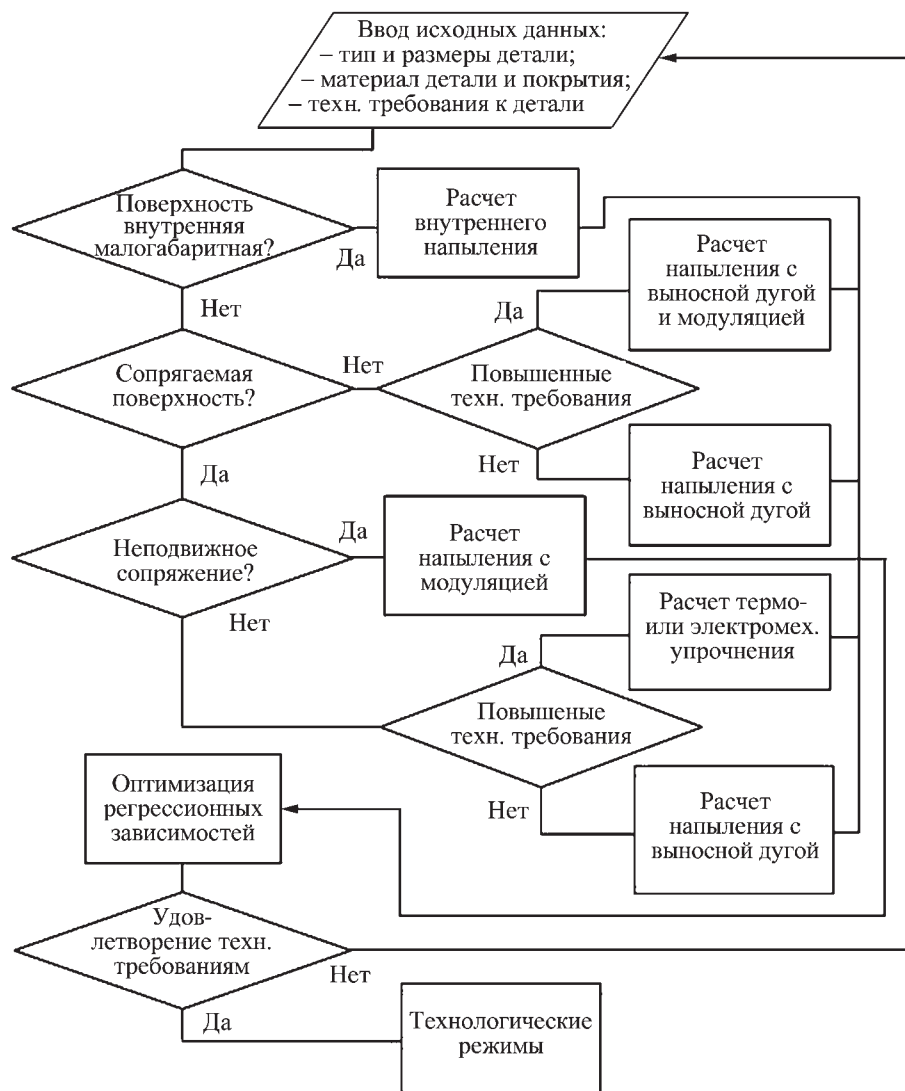 Ввод исходных данных:
– тип и размеры детали;
– материал детали и покрытия;
– техн. требования к детали
Поверхность
внутренняя
малогабаритная?
Да
Расчет
внутреннего
напыления
Нет
Расчет
напыления с
выносной дугой
и модуляцией
Да
Сопрягаемая
поверхность?
Нет
Повышенные
техн. требования
Нет
Расчет
напыления с
выносной дугой
Да
Неподвижное
сопряжение?
Да
Расчет
напыления с
модуляцией
Нет
Расчет термо-
или электромех.
упрочнения
Да
Повышеные
техн. требования
Нет
Расчет
напыления с
выносной дугой
Оптимизация
регрессионных
зависимостей
Удов-
летворение техн.
требованиям
Нет
Да
Технологические
режимы